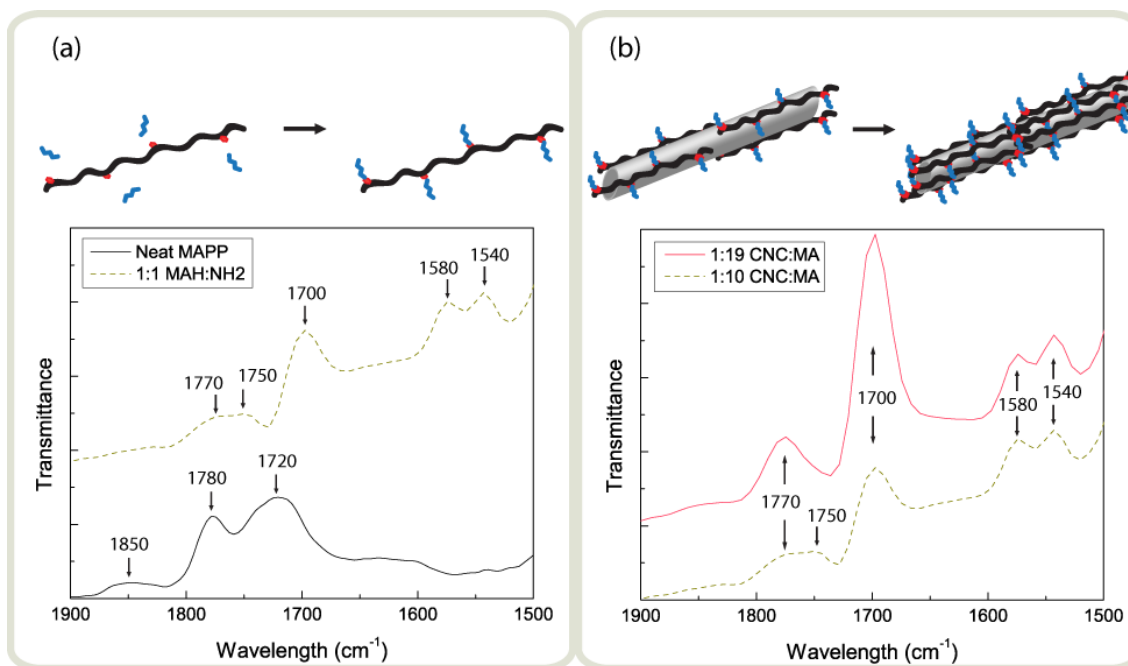 (a)
Neat MAPP
1:1 MAH:NH2
1540
1580
1700
1770
1750
1780
1720
1850
Transmittance
1900
1800
1700
1600
1500
Wavelength (cm⁻¹)
(b)
1:19 CNC:MA
1:10 CNC:MA
1700
1580
1540
1770
1750
Transmittance
1900
1800
1700
1600
1500
Wavelength (cm⁻¹)